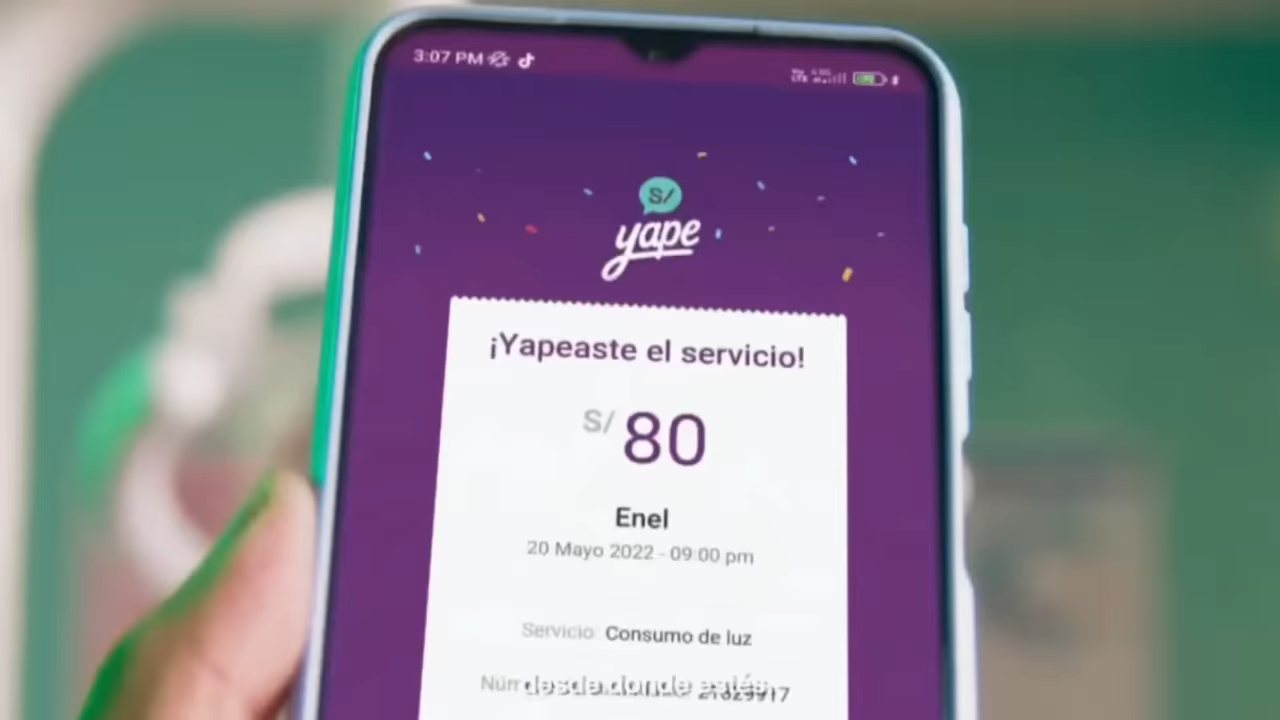 3:07 PM
S/
yape
¡Yapeaste el servicio!
S/ 80
Enel
20 Mayo 2022 - 09:00 pm
Servicio: Consumo de luz
desde donde estés